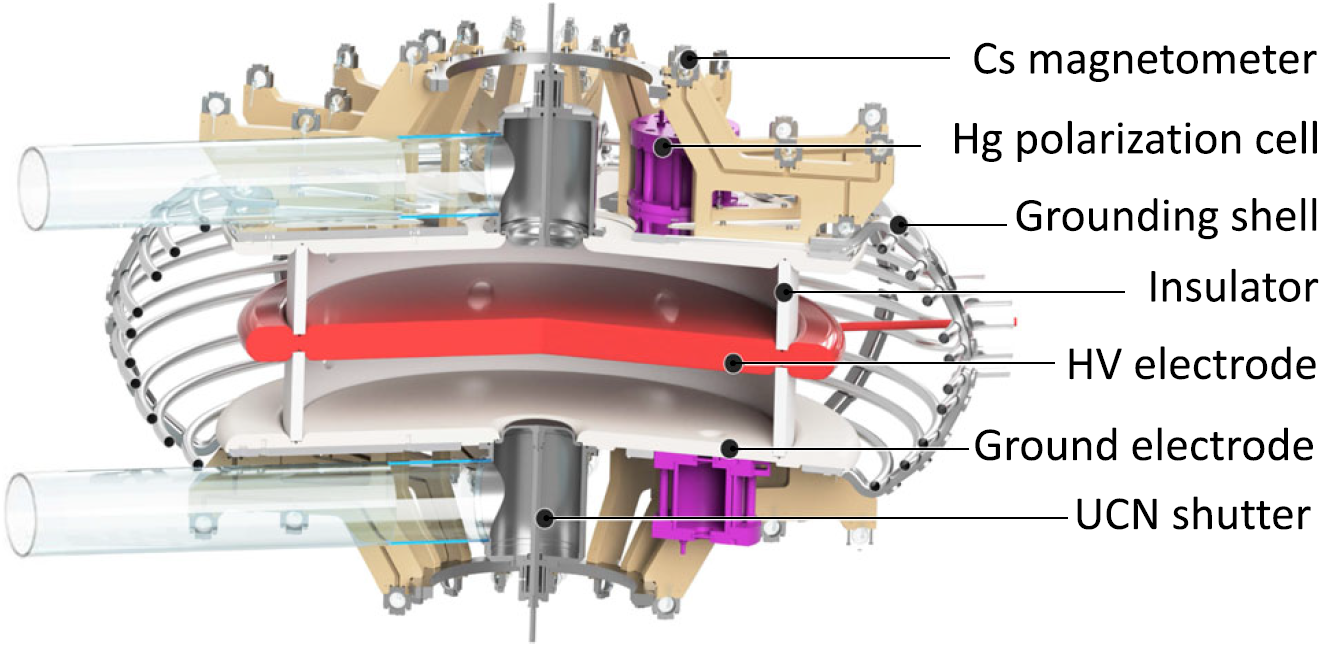 Cs magnetometer
Hg polarization cell
Grounding shell
Insulator
HV electrode
Ground electrode
UCN shutter